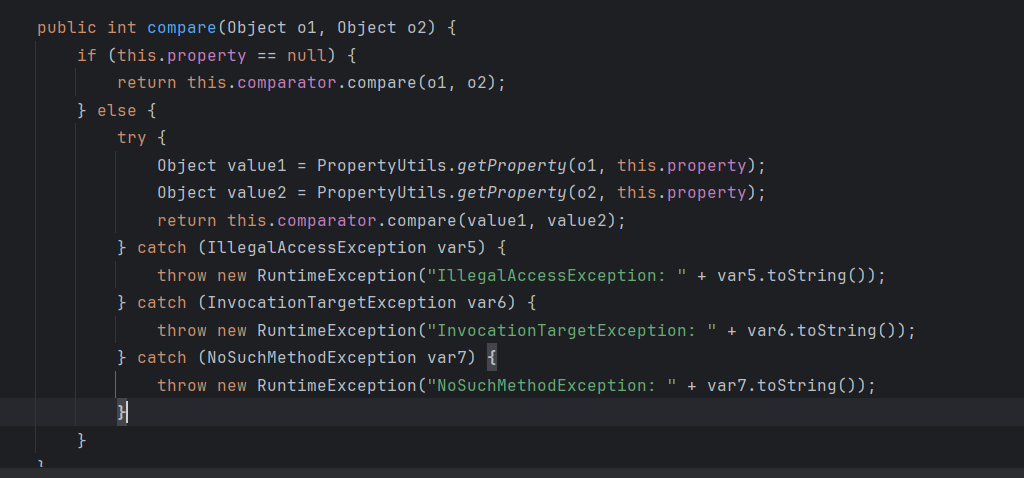 public int compare(Object o1, Object o2) {
if (this.property == null) {
return this.comparator.compare(o1, o2);
} else {
try {
Object value1 = PropertyUtils.getProperty(o1, this.property);
Object value2 = PropertyUtils.getProperty(o2, this.property);
return this.comparator.compare(value1, value2);
} catch (IllegalAccessException var5) {
throw new RuntimeException("IllegalAccessException: " + var5.toString());
} catch (InvocationTargetException var6) {
throw new RuntimeException("InvocationTargetException: " + var6.toString());
} catch (NoSuchMethodException var7) {
throw new RuntimeException("NoSuchMethodException: " + var7.toString());
}
}
}